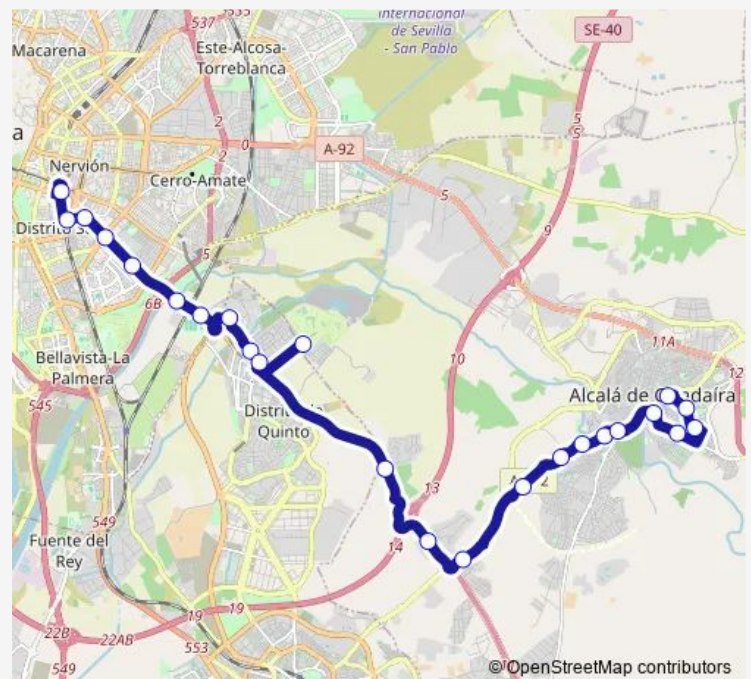 internacional
de Sevilla
- San Pablo
537
Macarena
Este-Alcosa-
Torreblanca
SE-40
2
5
5
a
0
A-92
2
Nervión
Cerro-Amate
5
9
5
6B
10
11A
12
Bellavista-La
Palmera
Alcalá de
545
Quinto
13
549
14
Fuente del
Rey
19
19
22B
22AB
553
549
© OpenStreetMap contributors